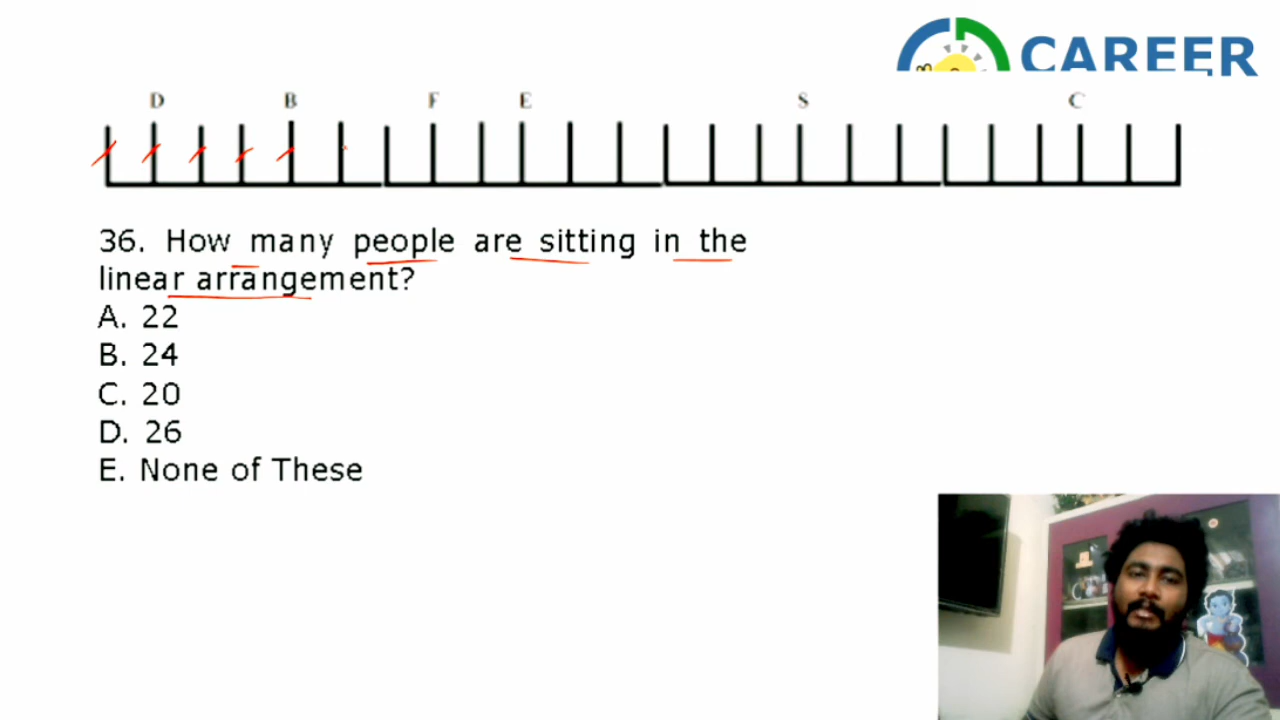 CAREER
D B F E S C
36. How many people are sitting in the
linear arrangement?
A. 22
B. 24
C. 20
D. 26
E. None of These